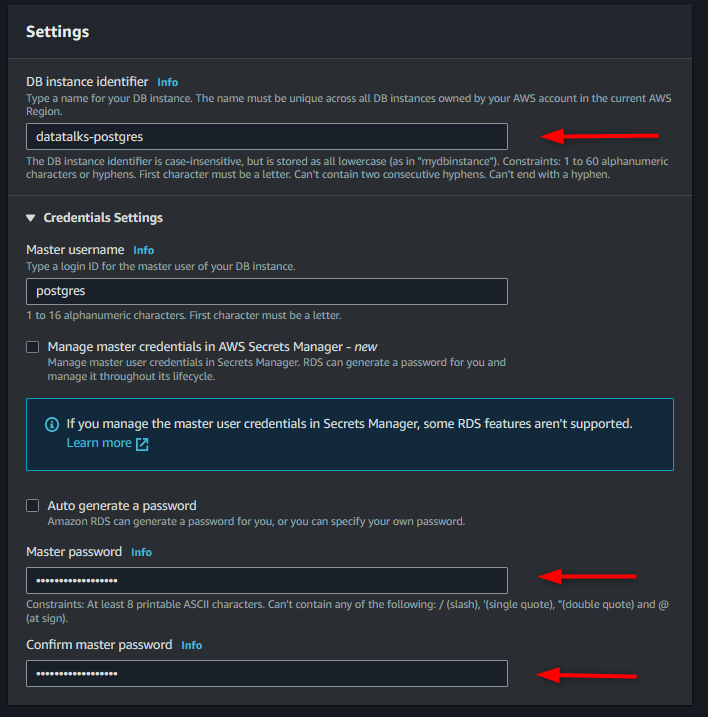 Settings
DB instance identifier Info
Type a name for your DB instance. The name must be unique across all DB instances owned by your AWS account in the current AWS
Region.
datatalks-postgres
The DB instance identifier is case-insensitive, but is stored as all lowercase (as in "mydbinstance"). Constraints: 1 to 60 alphanumeric
characters or hyphens. First character must be a letter. Can't contain two consecutive hyphens. Can't end with a hyphen.
Credentials Settings
Master username Info
Type a login ID for the master user of your DB instance.
postgres
1 to 16 alphanumeric characters. First character must be a letter.
Manage master credentials in AWS Secrets Manager - new
Manage master user credentials in Secrets Manager. RDS can generate a password for you and
manage it throughout its lifecycle.
If you manage the master user credentials in Secrets Manager, some RDS features aren't supported.
Learn more
Auto generate a password
Amazon RDS can generate a password for you, or you can specify your own password.
Master password Info
••••••••••••••••••
Constraints: At least 8 printable ASCII characters. Can't contain any of the following: / (slash), '(single quote), "(double quote) and @
(at sign).
Confirm master password Info
••••••••••••••••••